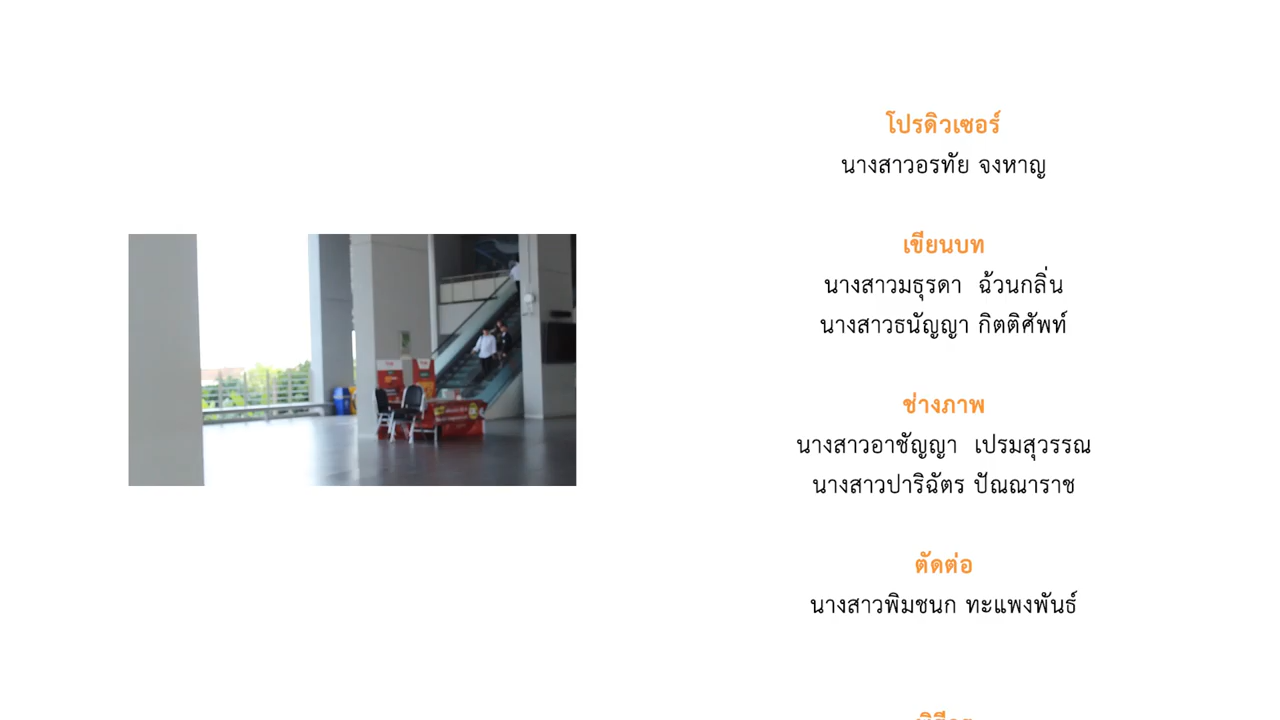 โปรดิวเซอร์
นางสาวอรทัย จงหาญ
เขียนบท
นางสาวมธุรดา ฉ้วนกลิ่น
นางสาวธนัญญา กิตติศัพท์
ช่างภาพ
นางสาวอาชัญญา เปรมสุวรรณ
นางสาวปาริฉัตร ปัณณาราช
ตัดต่อ
นางสาวพิมชนก ทะแพงพันธ์